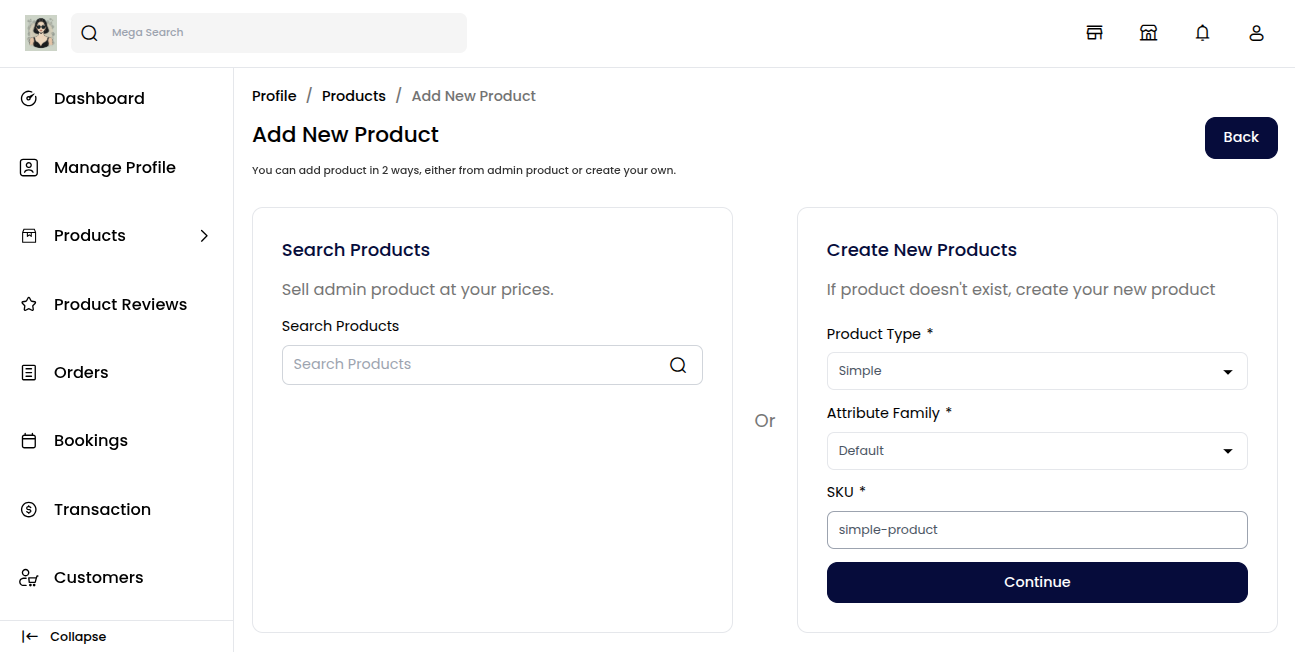 Mega Search
Dashboard
Manage Profile
Products
Product Reviews
Orders
Bookings
Transaction
Customers
Collapse
Profile / Products / Add New Product
Add New Product
Back
You can add product in 2 ways, either from admin product or create your own.
Search Products
Sell admin product at your prices.
Search Products
Search Products
Or
Create New Products
If product doesn't exist, create your new product
Product Type *
Simple
Attribute Family *
Default
SKU *
simple-product
Continue